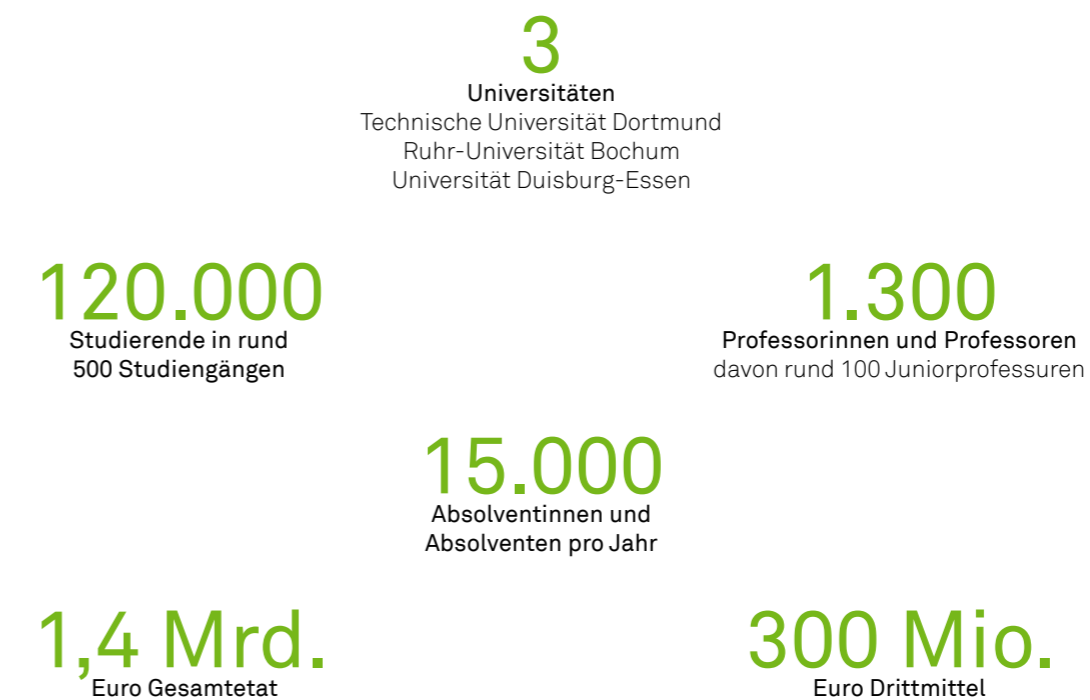 3
Universitäten
Technische Universität Dortmund
Ruhr-Universität Bochum
Universität Duisburg-Essen
120.000
Studierende in rund
500 Studiengängen
1.300
Professorinnen und Professoren
davon rund 100 Juniorprofessuren
15.000
Absolventinnen und
Absolventen pro Jahr
1,4 Mrd.
Euro Gesamtetat
300 Mio.
Euro Drittmittel